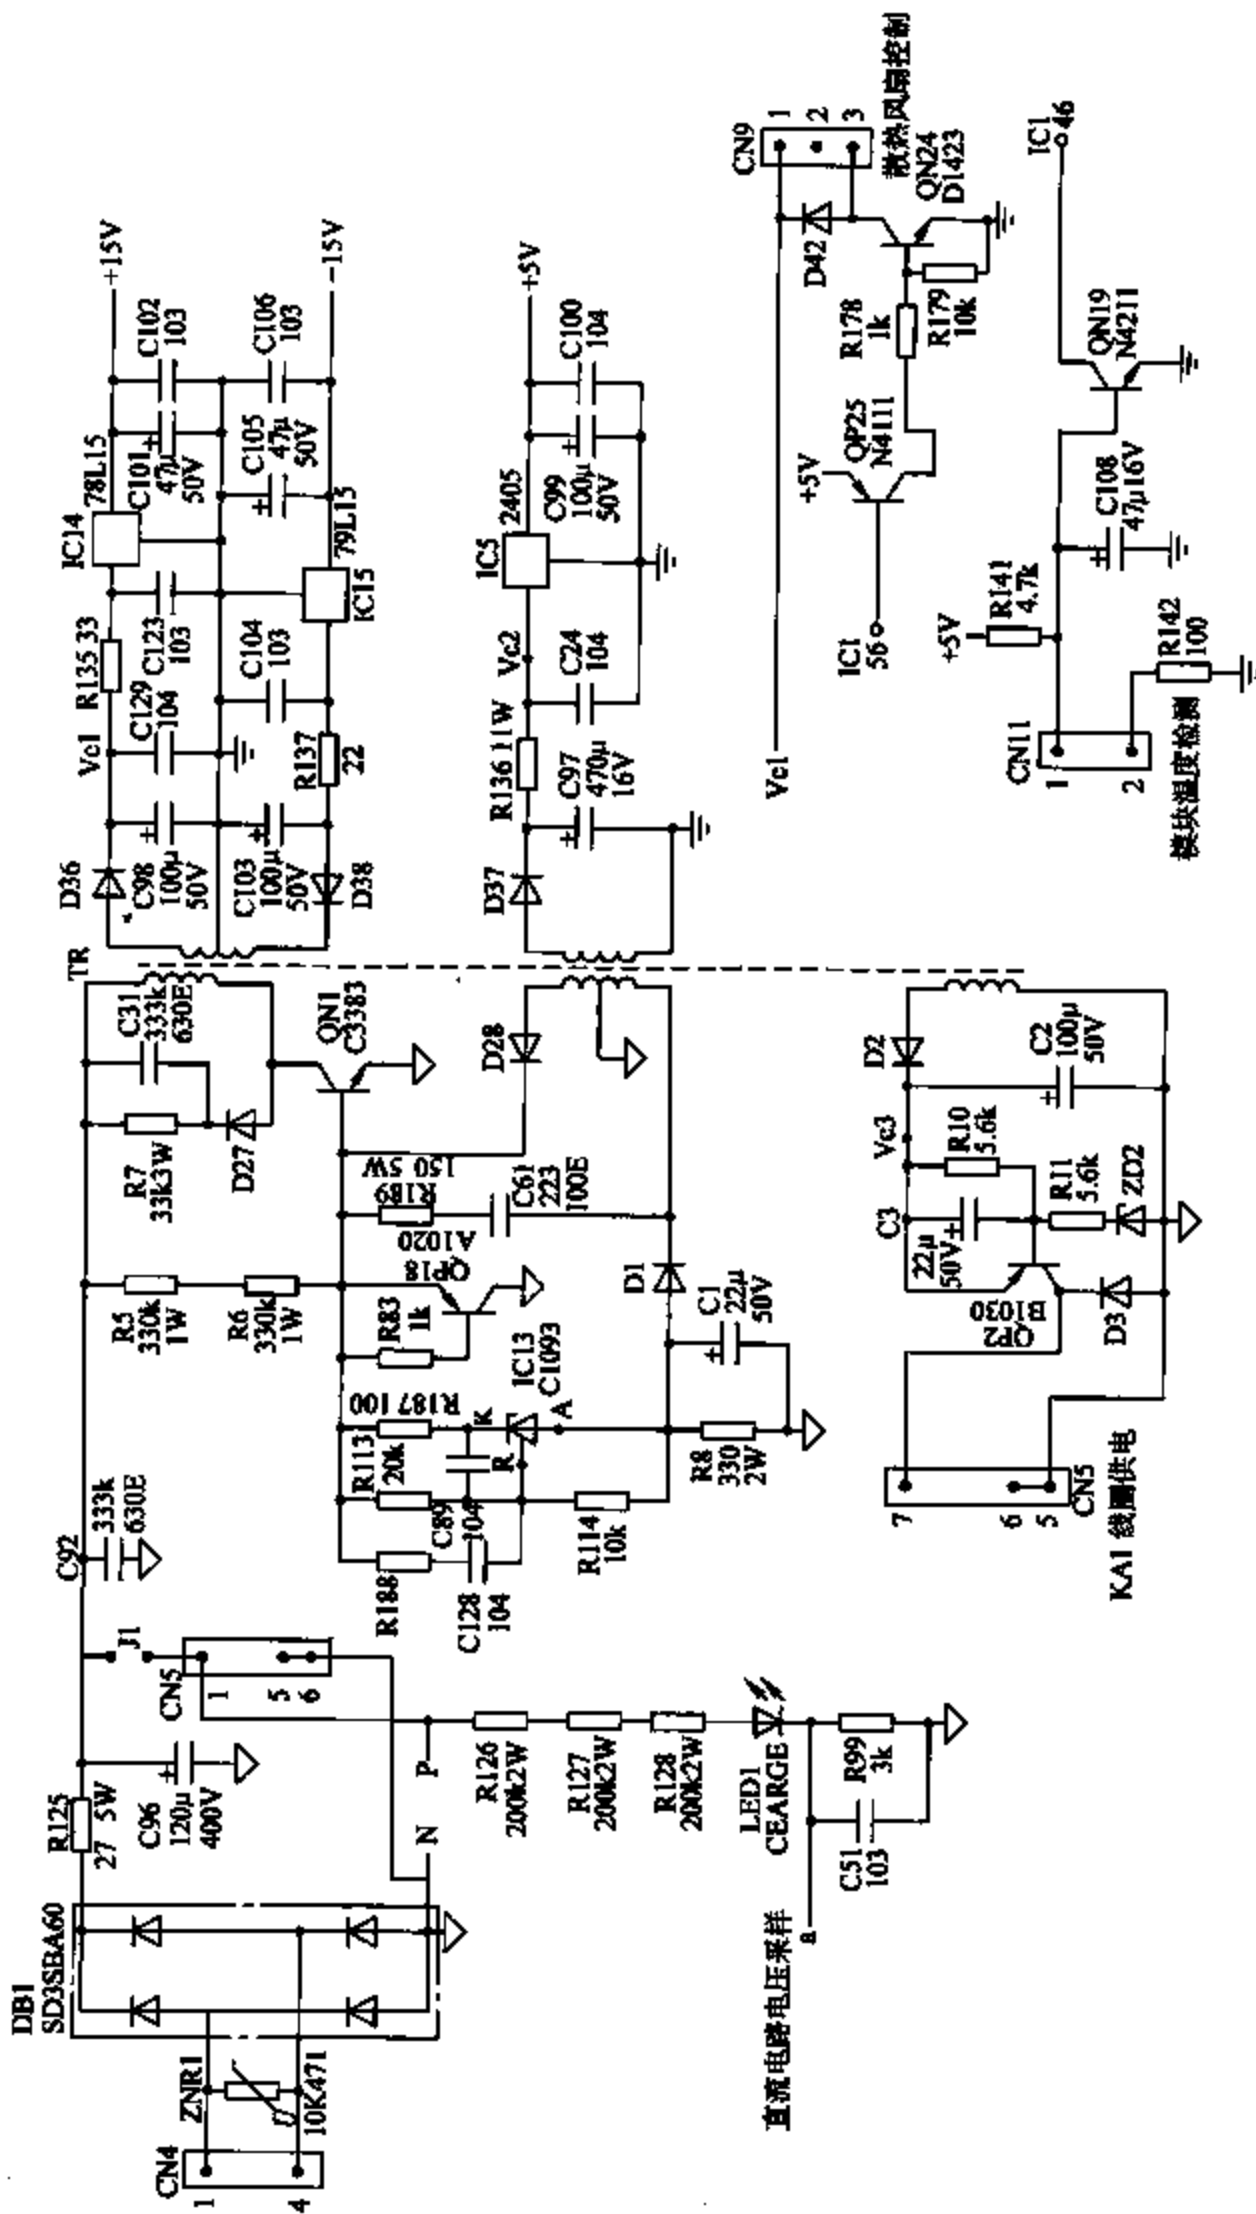 DB1
SD3SBA60
CN4
1
4
ZNR1
10K471
R125
27 5W
C96
120μ
400V
J1
CN5
1
5
6
N
P
R126
200k2W
R127
200k2W
R128
200k2W
LED1
CEARGE
R99
3k
C51
103
a
直流电路电压采样
C92
333k
630E
R5
330k
1W
R6
330k
1W
R7
33k3W
C31
333k
630E
D27
TR
QN1
C3383
R188
C128
104
R113
20k
C89
104
R187 100
K
R
A
IC13
C1093
R114
10k
R83
1k
QP18
A1020
R189
150 5W
C61
223
100E
D28
D1
C1
22μ
50V
R8
330
2W
D36
C98
100μ
50V
Vc1
C129
104
R135 33
C123
103
IC14
78L15
C101
47μ
50V
C102
103
+15V
C103
100μ
50V
D38
R137
22
C104
103
IC15
79L15
C105
47μ
50V
C106
103
-15V
D37
R136 11W
C97
470μ
16V
Vc2
C24
104
IC5
2405
C99
100μ
50V
C100
104
+5V
D2
Vc3
C3
22μ
50V
R10
5.6k
R11
5.6k
ZD2
C2
100μ
50V
B1030
QP2
D3
7
6
5
CN5
KA1 线圈供电
Vc1
IC1
56
+5V
QP25
N4111
R178
1k
R179
10k
D42
CN9
1
2
3
QN24
D1423
散热风扇控制
CN11
1
2
+5V
R141
4.7k
R142
100
C108
47μ16V
QN19
N4211
IC1
46
模块温度检测